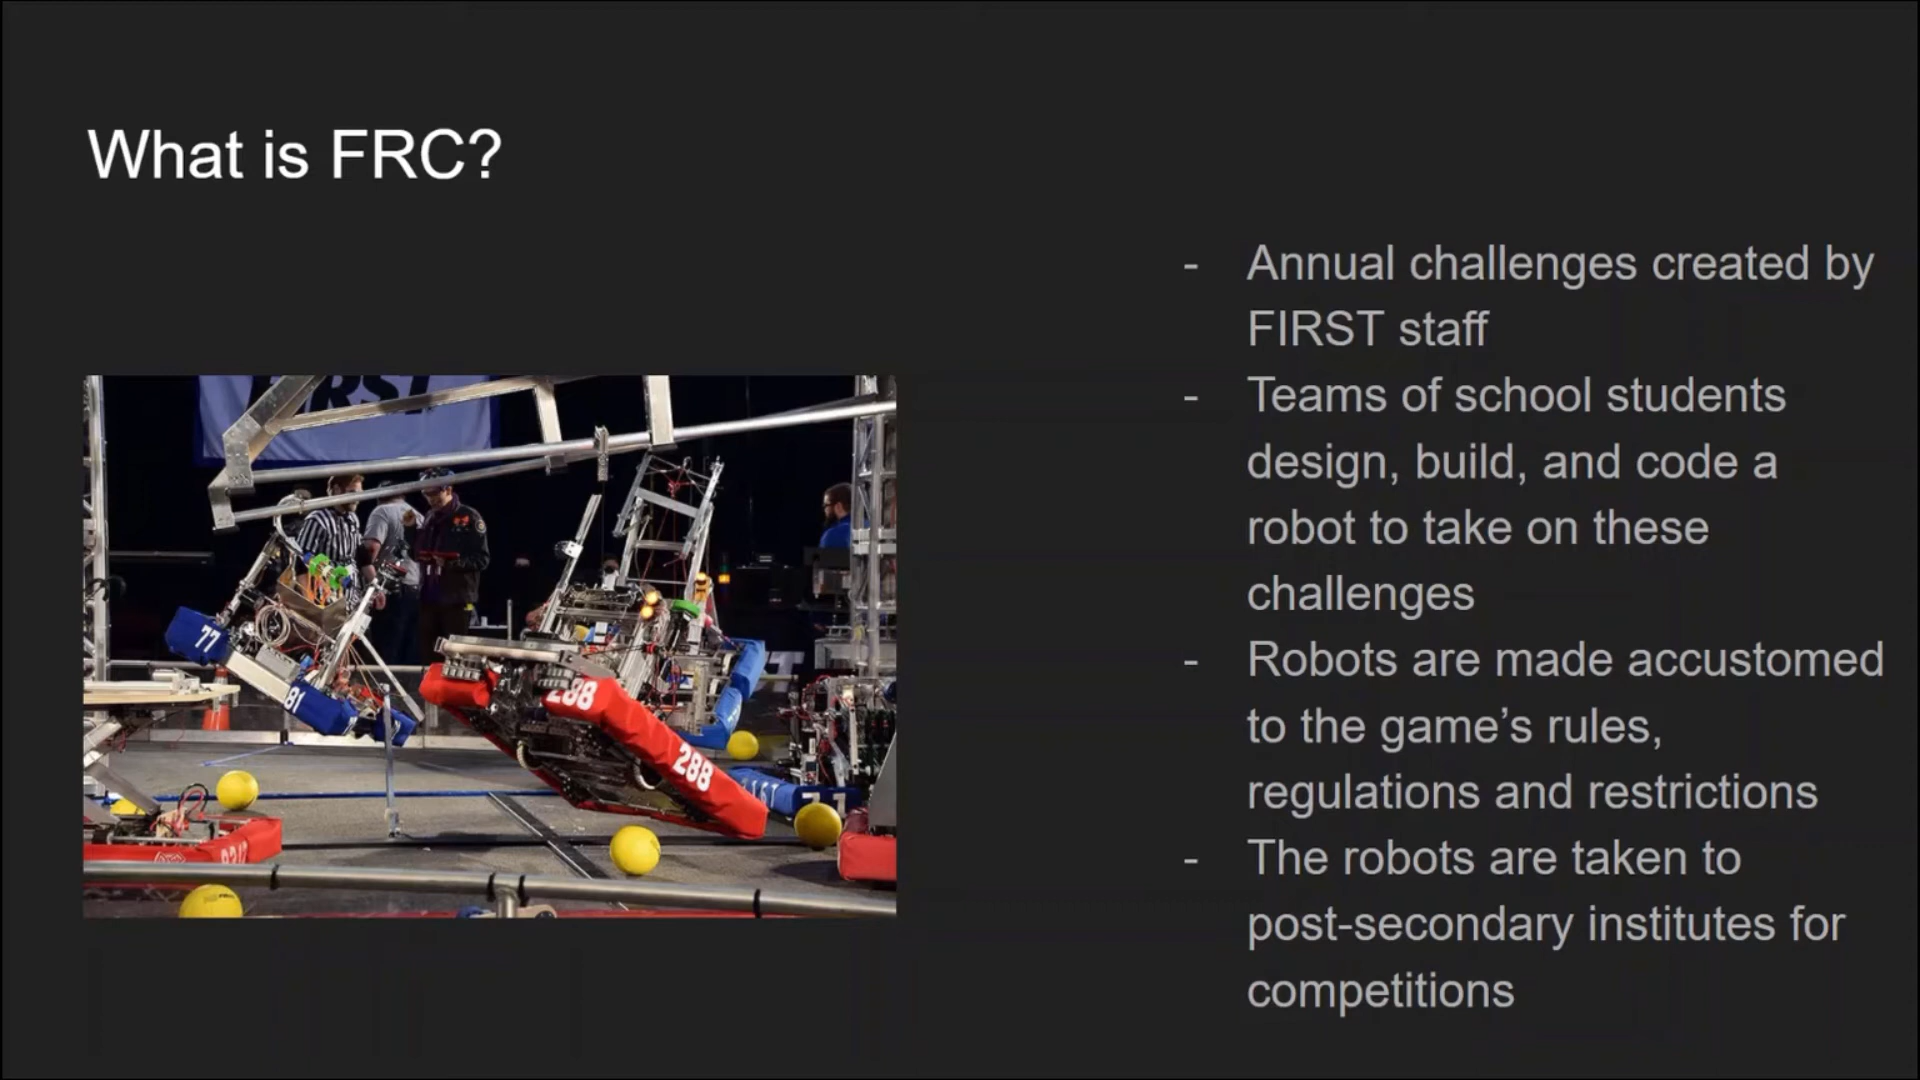 What is FRC?
- Annual challenges created by
FIRST staff
- Teams of school students
design, build, and code a
robot to take on these
challenges
- Robots are made accustomed
to the game’s rules,
regulations and restrictions
- The robots are taken to
post-secondary institutes for
competitions
FIRST
77
81
288
288